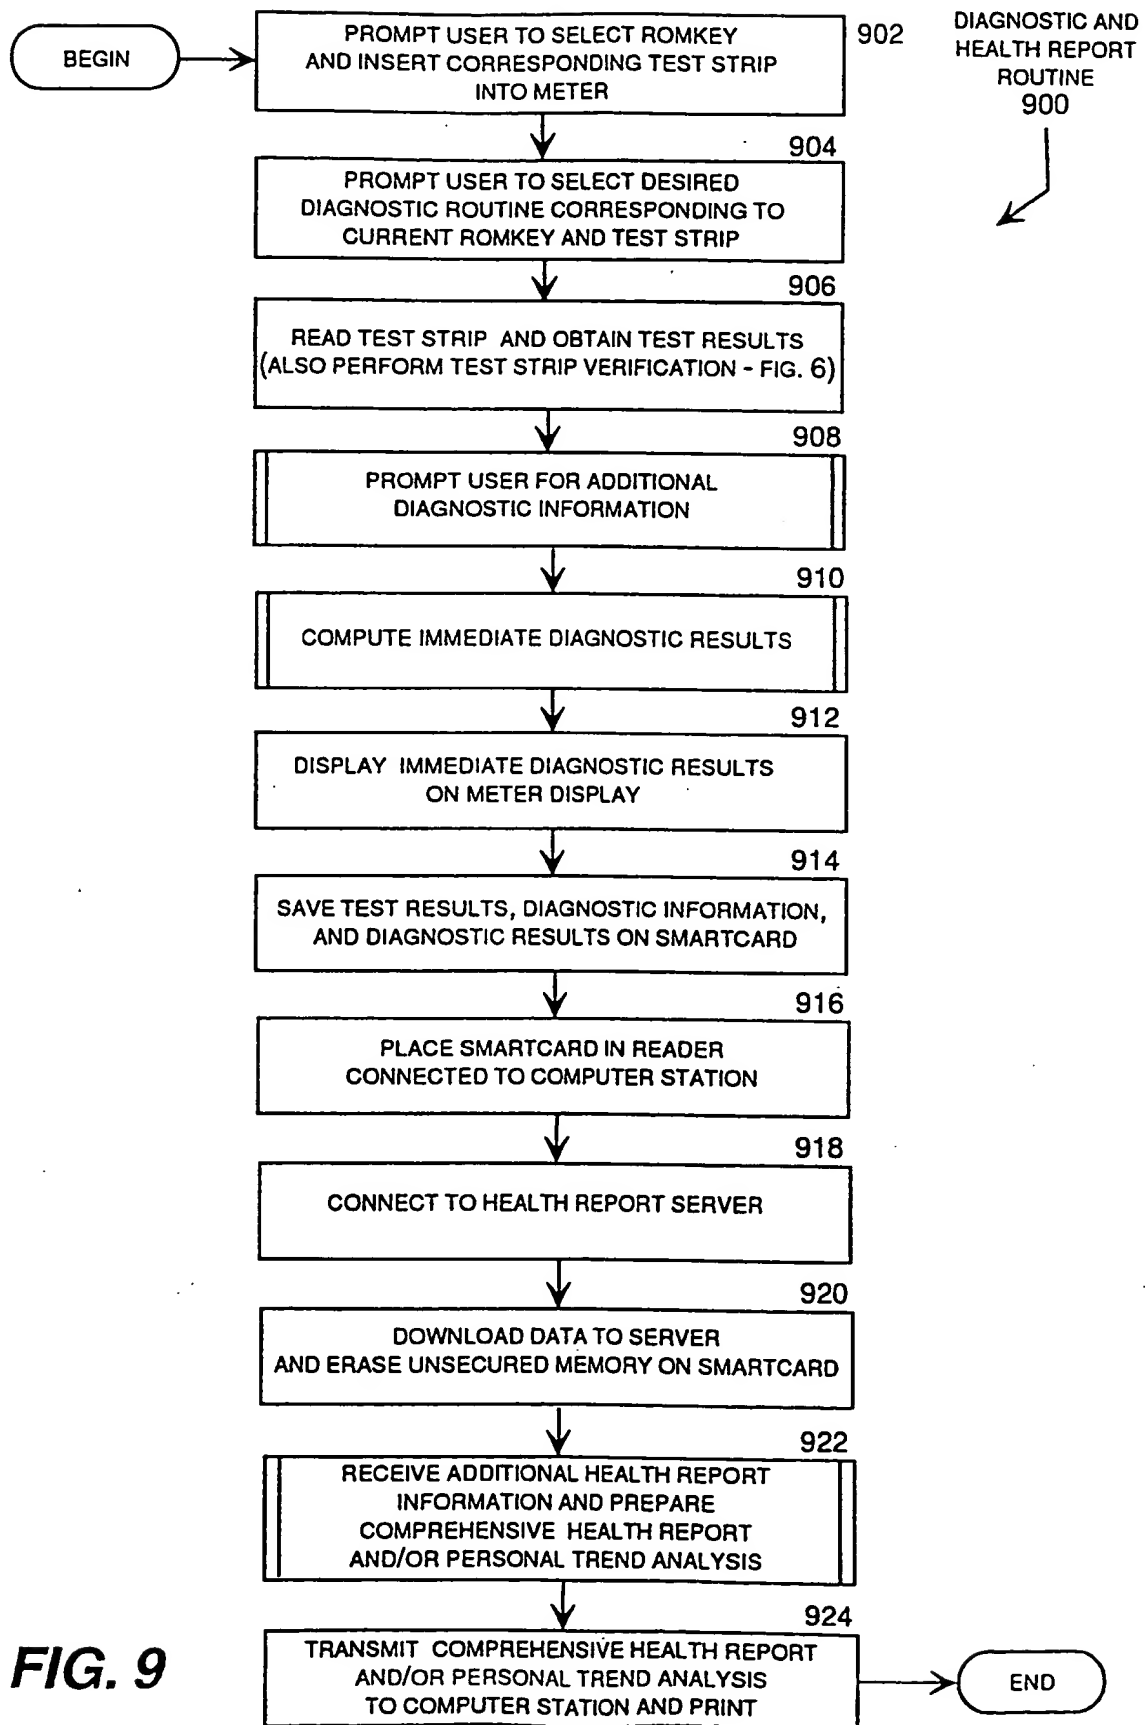 BEGIN
PROMPT USER TO SELECT ROMKEY
AND INSERT CORRESPONDING TEST STRIP
INTO METER
902
DIAGNOSTIC AND
HEALTH REPORT
ROUTINE
900
904
PROMPT USER TO SELECT DESIRED
DIAGNOSTIC ROUTINE CORRESPONDING TO
CURRENT ROMKEY AND TEST STRIP
906
READ TEST STRIP AND OBTAIN TEST RESULTS
(ALSO PERFORM TEST STRIP VERIFICATION - FIG. 6)
908
PROMPT USER FOR ADDITIONAL
DIAGNOSTIC INFORMATION
910
COMPUTE IMMEDIATE DIAGNOSTIC RESULTS
912
DISPLAY IMMEDIATE DIAGNOSTIC RESULTS
ON METER DISPLAY
914
SAVE TEST RESULTS, DIAGNOSTIC INFORMATION,
AND DIAGNOSTIC RESULTS ON SMARTCARD
916
PLACE SMARTCARD IN READER
CONNECTED TO COMPUTER STATION
918
CONNECT TO HEALTH REPORT SERVER
920
DOWNLOAD DATA TO SERVER
AND ERASE UNSECURED MEMORY ON SMARTCARD
922
RECEIVE ADDITIONAL HEALTH REPORT
INFORMATION AND PREPARE
COMPREHENSIVE HEALTH REPORT
AND/OR PERSONAL TREND ANALYSIS
924
TRANSMIT COMPREHENSIVE HEALTH REPORT
AND/OR PERSONAL TREND ANALYSIS
TO COMPUTER STATION AND PRINT
END
FIG. 9